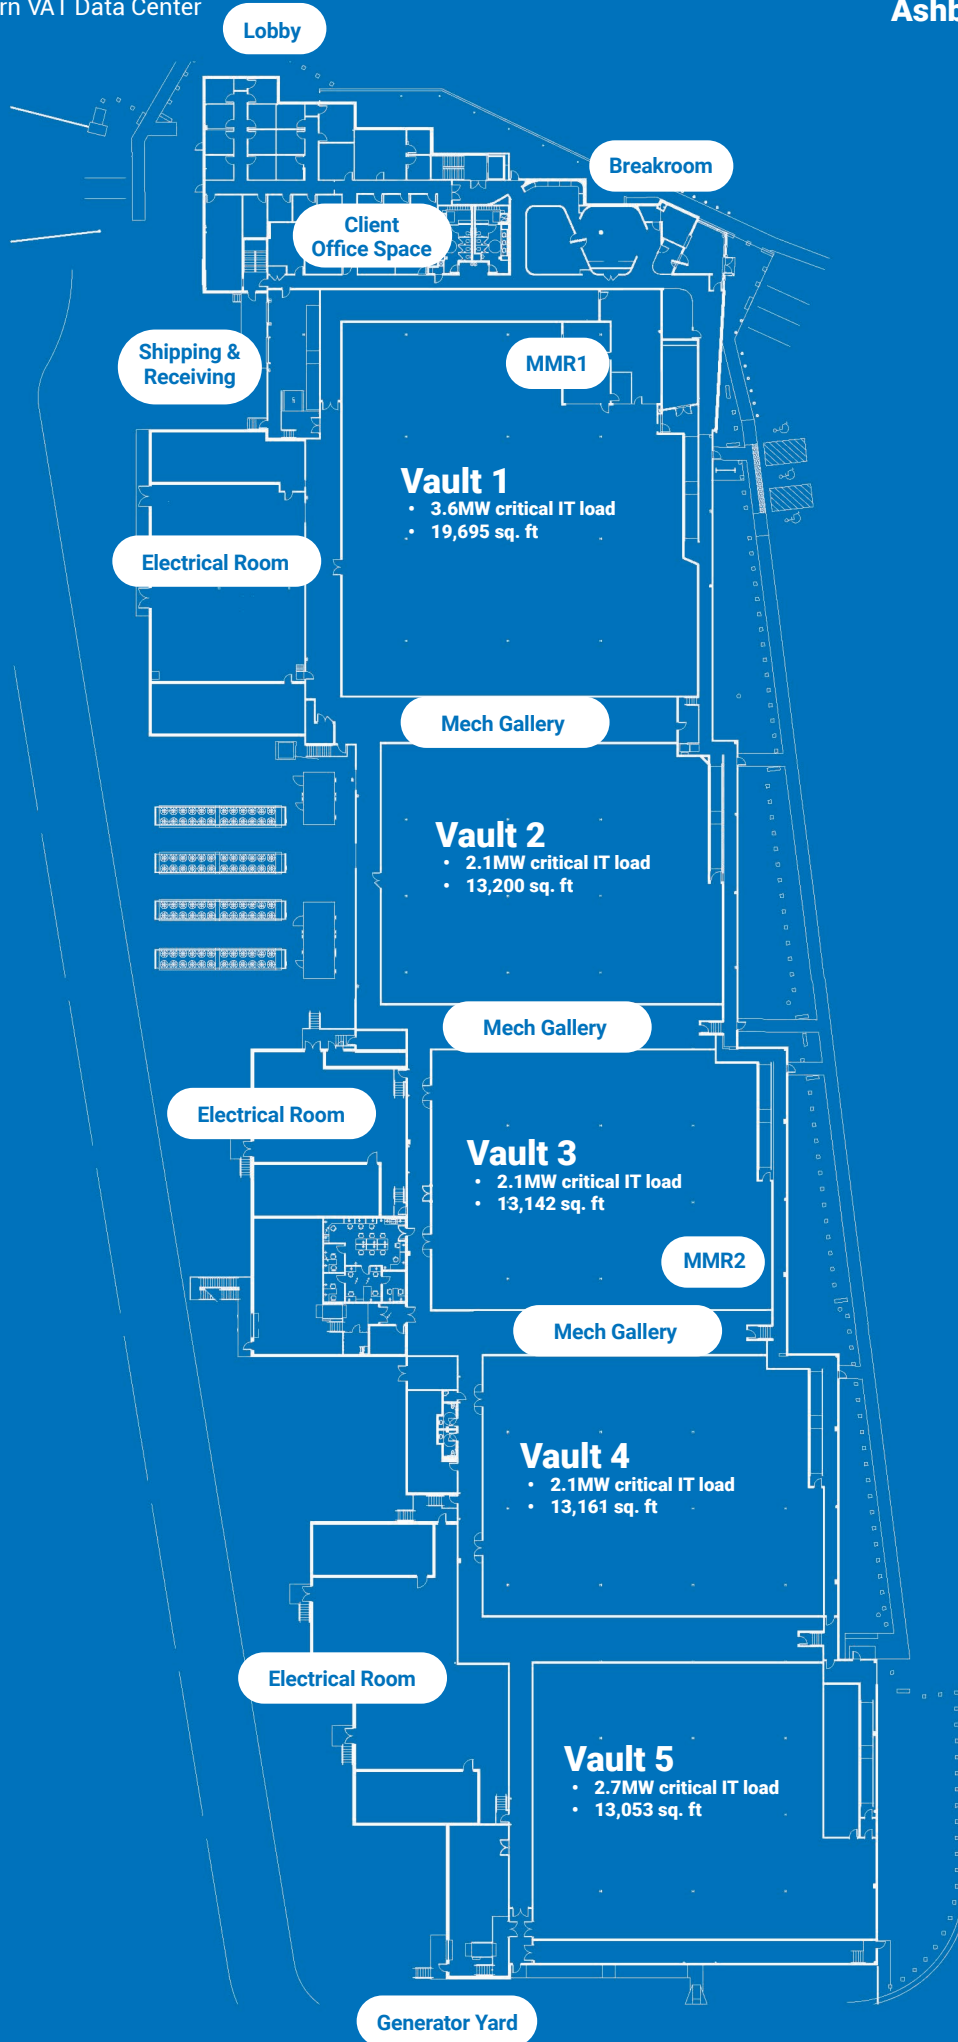 rn VA1 Data Center
Ashb
Lobby
Breakroom
Client
Office Space
Shipping &
Receiving
MMR1
Vault 1
• 3.6MW critical IT load
• 19,695 sq. ft
Electrical Room
Mech Gallery
Vault 2
• 2.1MW critical IT load
• 13,200 sq. ft
Mech Gallery
Electrical Room
Vault 3
• 2.1MW critical IT load
• 13,142 sq. ft
MMR2
Mech Gallery
Vault 4
• 2.1MW critical IT load
• 13,161 sq. ft
Electrical Room
Vault 5
• 2.7MW critical IT load
• 13,053 sq. ft
Generator Yard